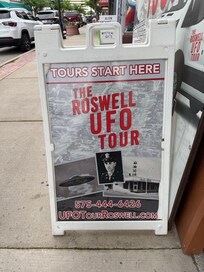 TOURS START HERE
THE
ROSWELL
UFO
TOUR
575-444-6426
UFOTourRoswell.com